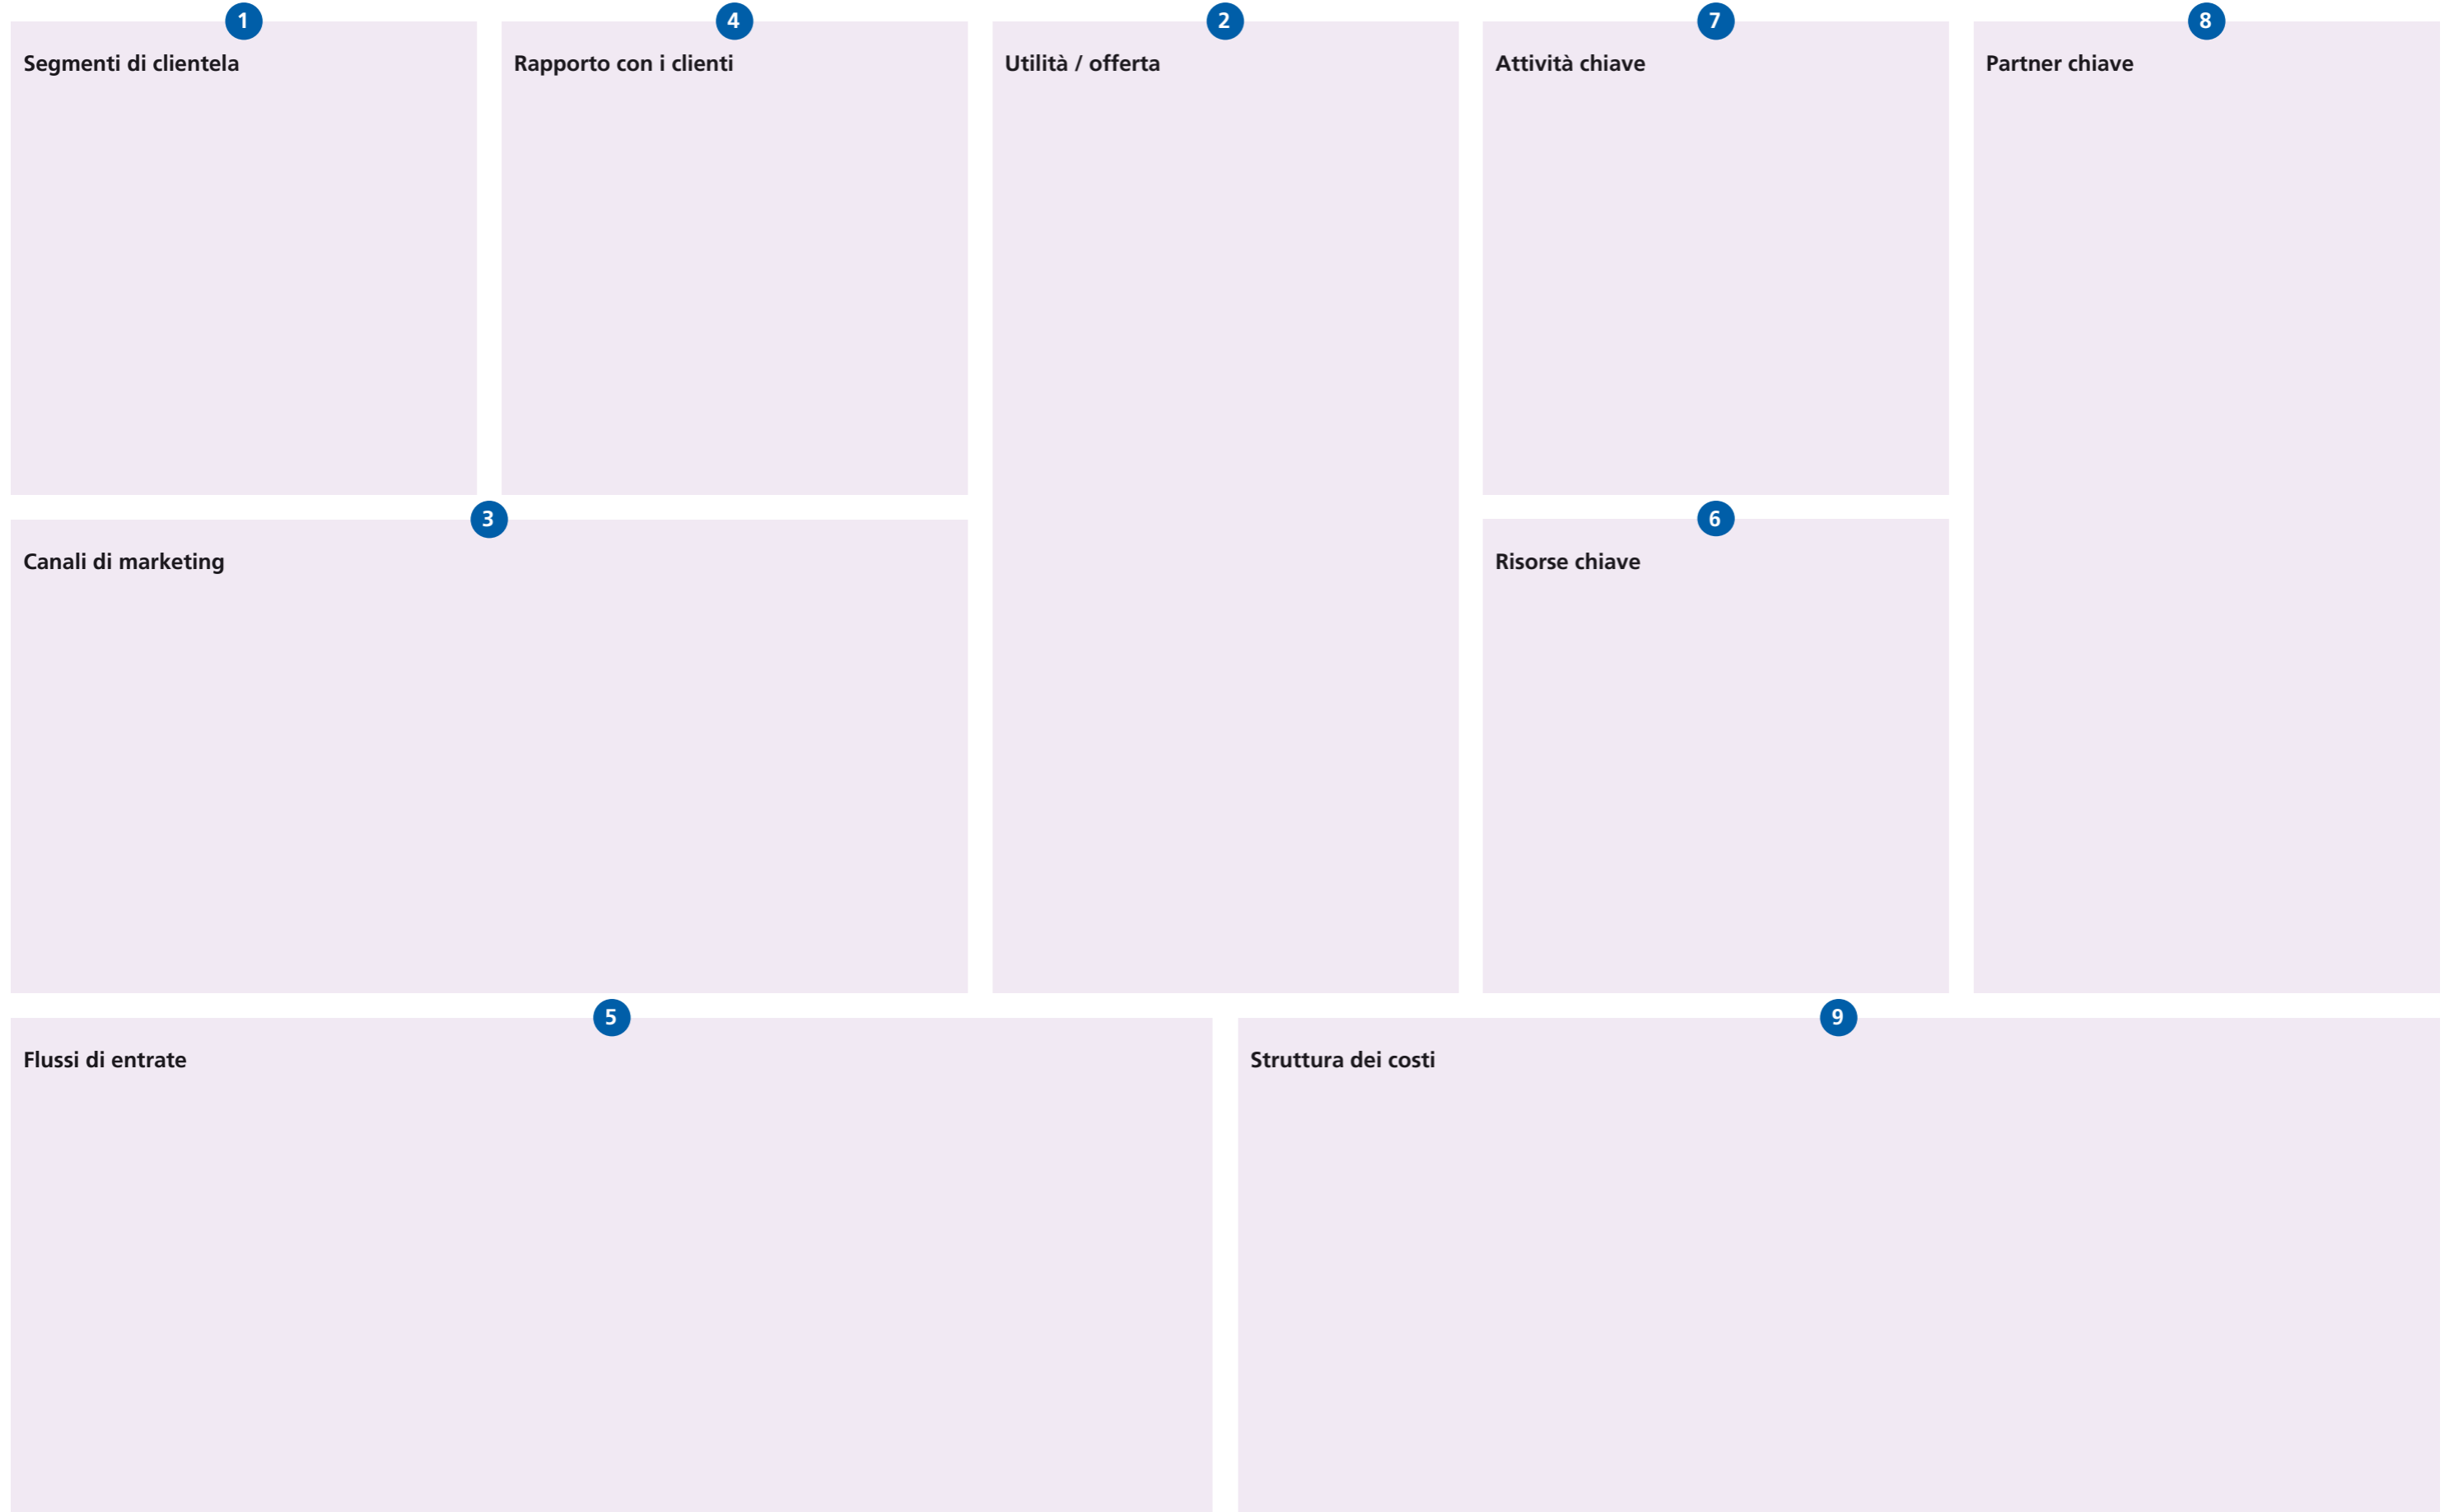 1
Segmenti di clientela
4
Rapporto con i clienti
2
Utilità / offerta
7
Attività chiave
8
Partner chiave
3
Canali di marketing
6
Risorse chiave
5
Flussi di entrate
9
Struttura dei costi